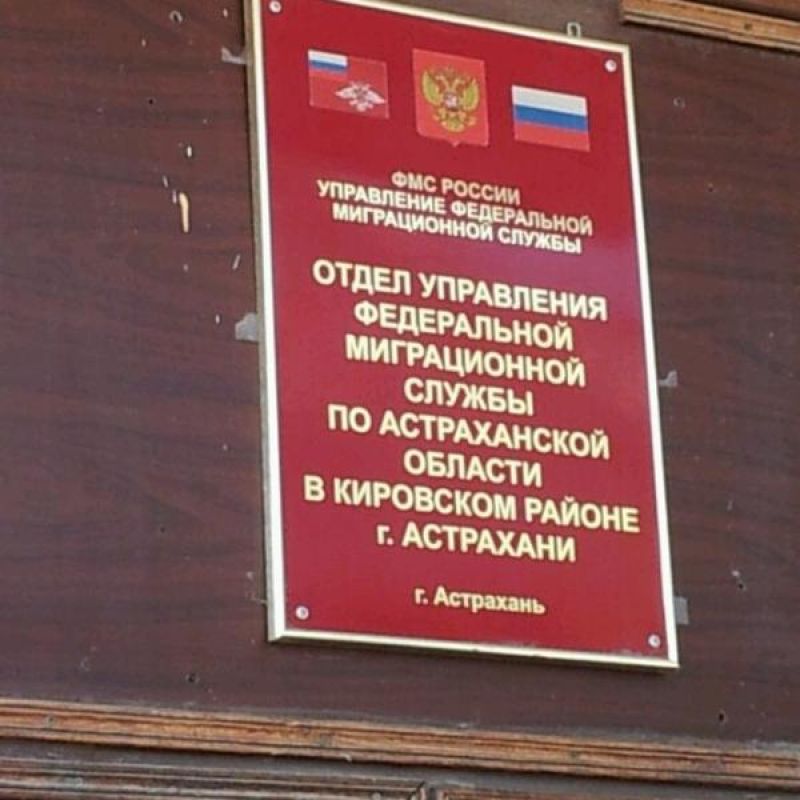 ФМС РОССИИ
УПРАВЛЕНИЕ ФЕДЕРАЛЬНОЙ
МИГРАЦИОННОЙ СЛУЖБЫ
ОТДЕЛ УПРАВЛЕНИЯ
ФЕДЕРАЛЬНОЙ
МИГРАЦИОННОЙ
СЛУЖБЫ
ПО АСТРАХАНСКОЙ
ОБЛАСТИ
В КИРОВСКОМ РАЙОНЕ
г. АСТРАХАНИ
г. Астрахань